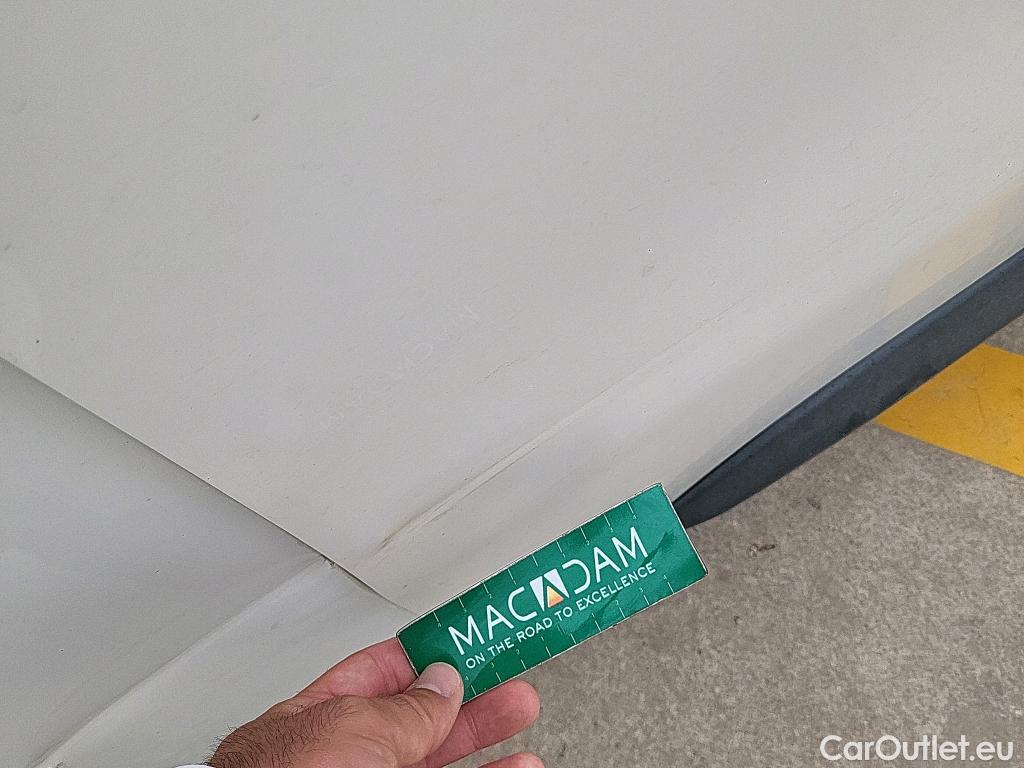 MACADAM
ON THE ROAD TO EXCELLENCE
CarOutlet.eu